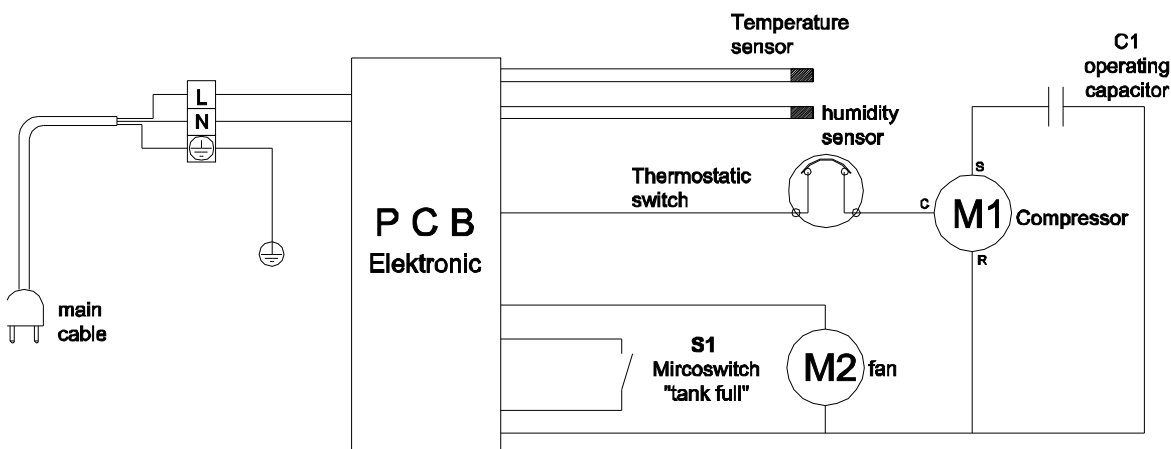 Temperature
sensor
C1
operating
capacitor
L
N
humidity
sensor
Thermostatic
switch
S
C
M1
Compressor
R
P C B
Elektronic
main
cable
S1
Mircoswitch
"tank full"
M2
fan